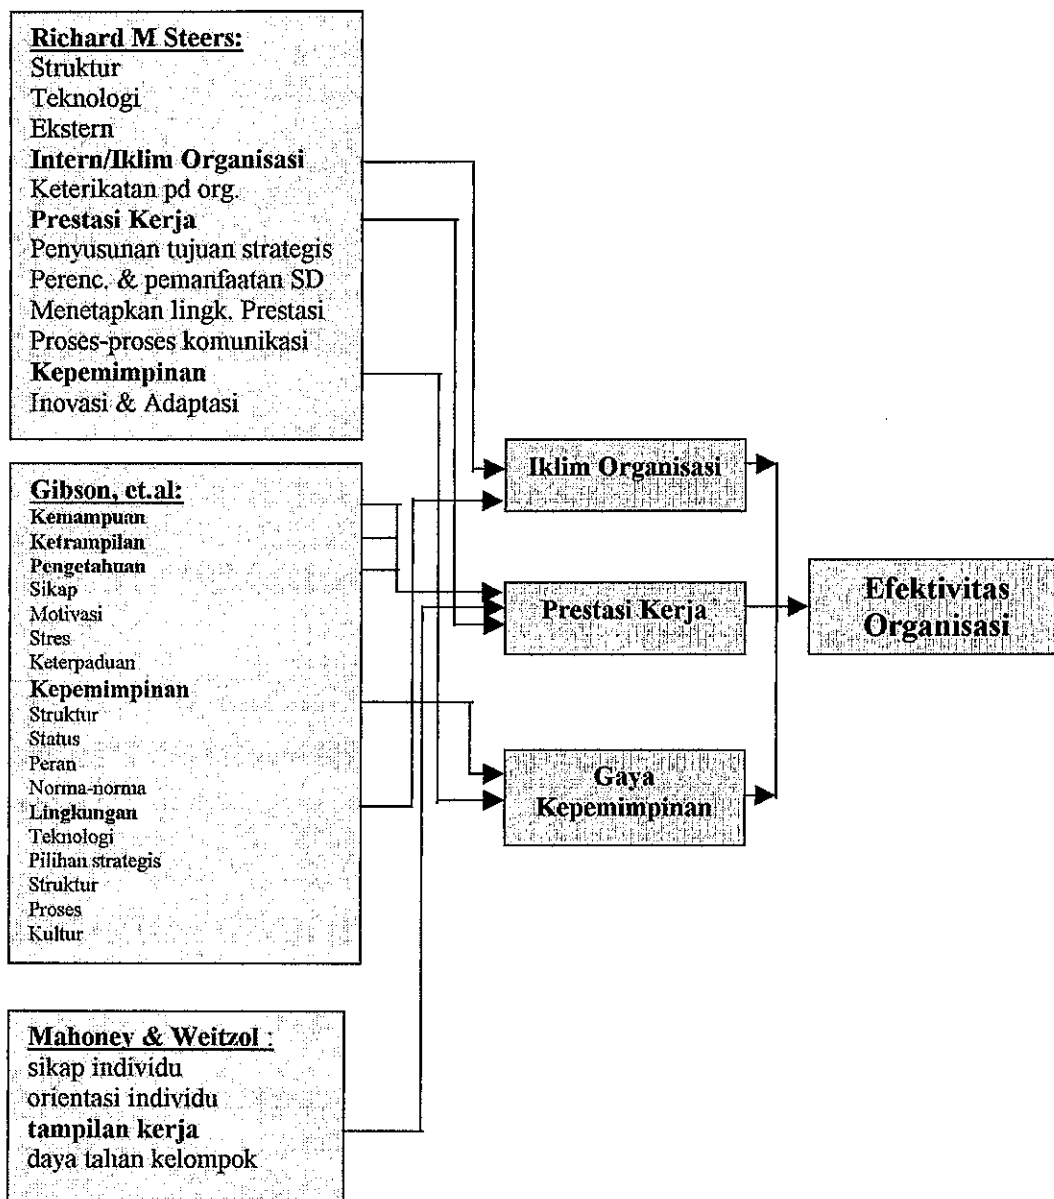 Richard M Steers:
Struktur
Teknologi
Ekstern
Intern/Iklim Organisasi
Keterikatan pd org.
Prestasi Kerja
Penyusunan tujuan strategis
Perenc. & pemanfaatan SD
Menetapkan lingk. Prestasi
Proses-proses komunikasi
Kepemimpinan
Inovasi & Adaptasi
Gibson, et.al:
Kemampuan
Ketrampilan
Pengetahuan
Sikap
Motivasi
Stres
Keterpaduan
Kepemimpinan
Struktur
Status
Peran
Norma-norma
Lingkungan
Teknologi
Pilihan strategis
Struktur
Proses
Kultur
Mahoney & Weitzol :
sikap individu
orientasi individu
tampilan kerja
daya tahan kelompok
Iklim Organisasi
Prestasi Kerja
Gaya
Kepemimpinan
Efektivitas
Organisasi